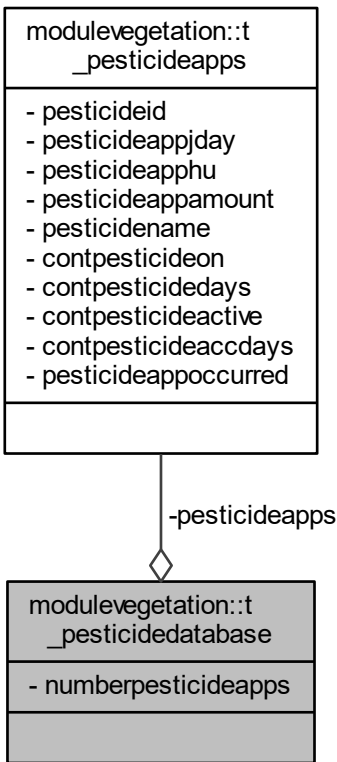 modulevegetation::t
_pesticideapps
- pesticideid
- pesticideappjday
- pesticideapphu
- pesticideappamount
- pesticidename
- contpesticideon
- contpesticidedays
- contpesticideactive
- contpesticideaccdays
- pesticideappoccurred
-pesticideapps
modulevegetation::t
_pesticidedatabase
- numberpesticideapps